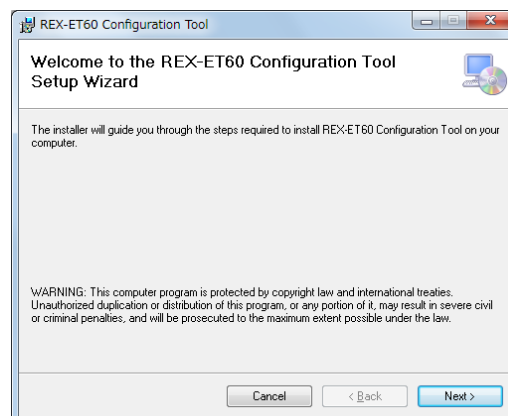 REX-ET60 Configuration Tool
Welcome to the REX-ET60 Configuration Tool
Setup Wizard
The installer will guide you through the steps required to install REX-ET60 Configuration Tool on your
computer.
WARNING: This computer program is protected by copyright law and international treaties.
Unauthorized duplication or distribution of this program, or any portion of it, may result in severe civil
or criminal penalties, and will be prosecuted to the maximum extent possible under the law.
Cancel < Back Next >